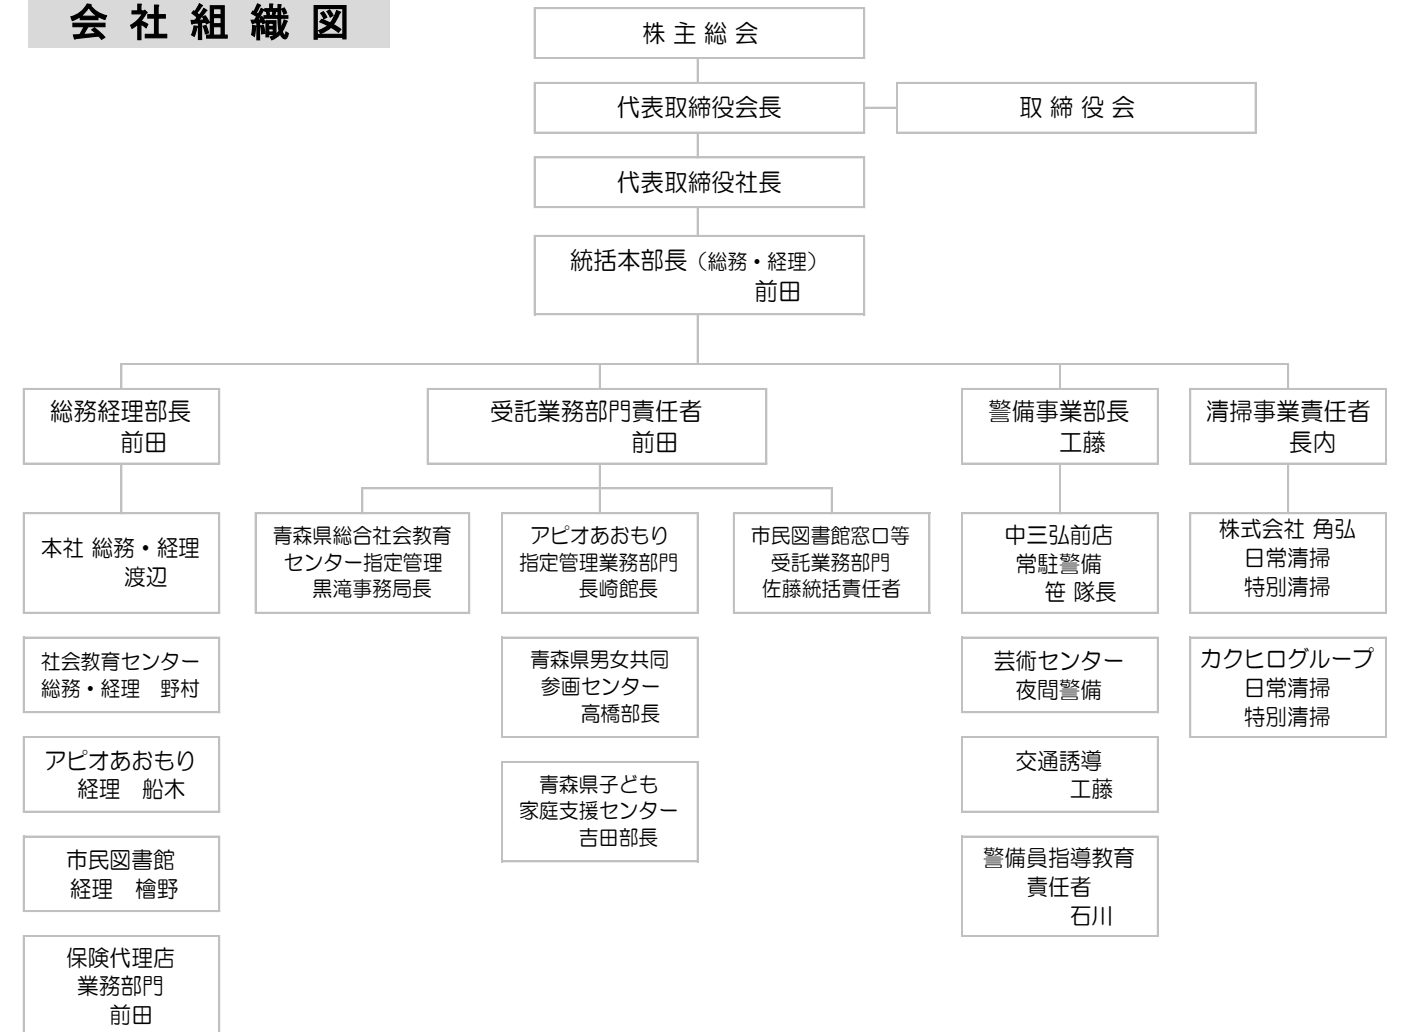 会社組織図
株主総会
代表取締役会長
取締役会
代表取締役社長
統括本部長（総務・経理）
前田
総務経理部長
前田
本社 総務・経理
渡辺
社会教育センター
総務・経理　野村
アピオあおもり
経理　船木
市民図書館
経理　檜野
保険代理店
業務部門
前田
受託業務部門責任者
前田
青森県総合社会教育
センター指定管理
黒滝事務局長
アピオあおもり
指定管理業務部門
長崎館長
青森県男女共同
参画センター
高橋部長
青森県子ども
家庭支援センター
吉田部長
市民図書館窓口等
受託業務部門
佐藤統括責任者
警備事業部長
工藤
中三弘前店
常駐警備
笹 隊長
芸術センター
夜間警備
交通誘導
工藤
警備員指導教育
責任者
石川
清掃事業責任者
長内
株式会社 角弘
日常清掃
特別清掃
カクヒログループ
日常清掃
特別清掃